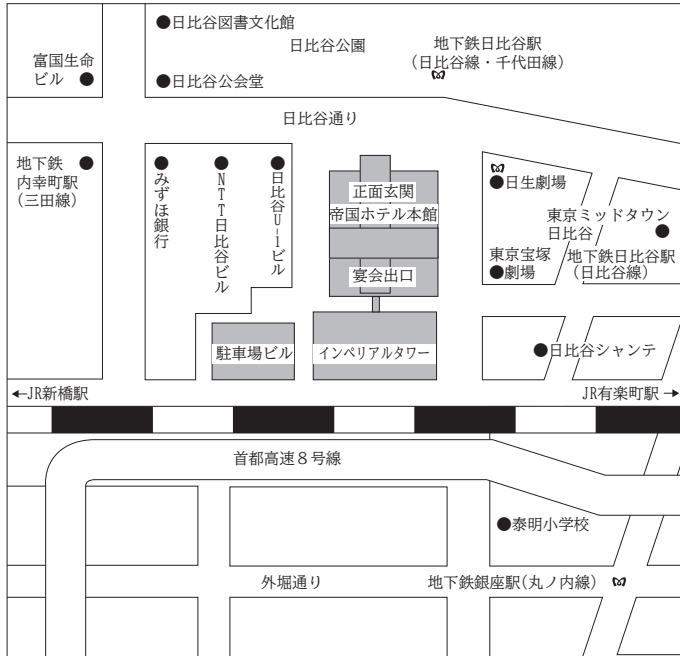 日比谷図書文化館
日比谷公園
地下鉄日比谷駅
(日比谷線・千代田線)
富国生命
ビル
日比谷公会堂
日比谷通り
地下鉄
内幸町駅
(三田線)
みずほ銀行
NTT日比谷ビル
日比谷U-1ビル
正面玄関
帝国ホテル本館
宴会出口
日生劇場
東京ミッドタウン
日比谷
東京宝塚
劇場
地下鉄日比谷駅
(日比谷線)
駐車場ビル
インペリアルタワー
日比谷シャンテ
←JR新橋駅
JR有楽町駅→
首都高速8号線
泰明小学校
外堀通り
地下鉄銀座駅(丸ノ内線)